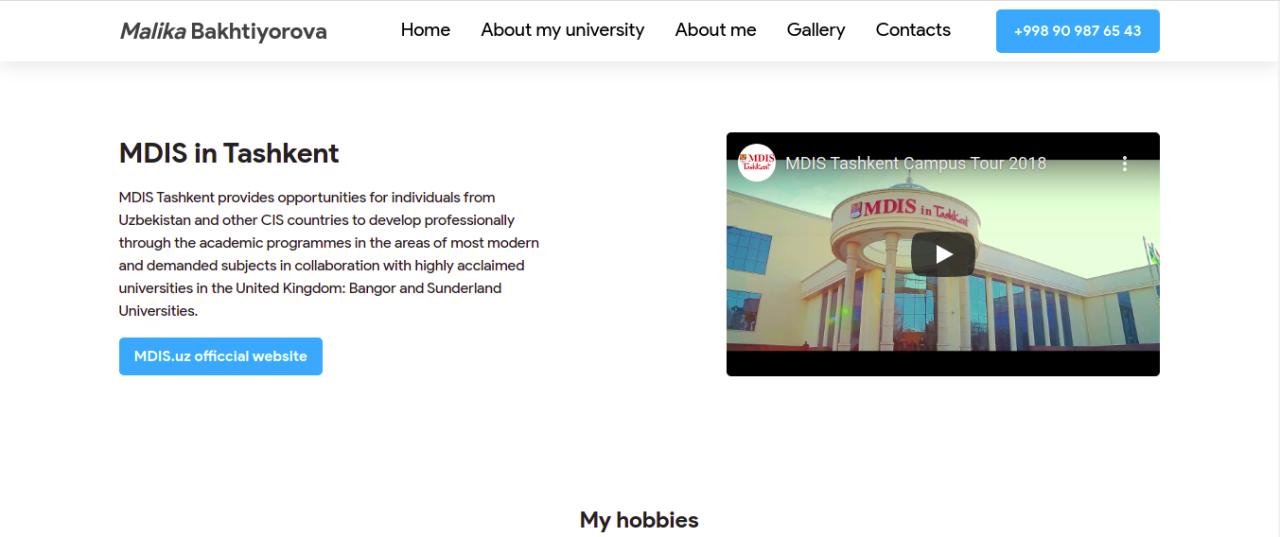 Malika Bakhtiyorova
Home
About my university
About me
Gallery
Contacts
+998 90 987 65 43
MDIS in Tashkent
MDIS Tashkent provides opportunities for individuals from
Uzbekistan and other CIS countries to develop professionally
through the academic programmes in the areas of most modern
and demanded subjects in collaboration with highly acclaimed
universities in the United Kingdom: Bangor and Sunderland
Universities.
MDIS.uz officcial website
MDIS
Tashkent
MDIS Tashkent Campus Tour 2018
MDIS in Tashkent
My hobbies